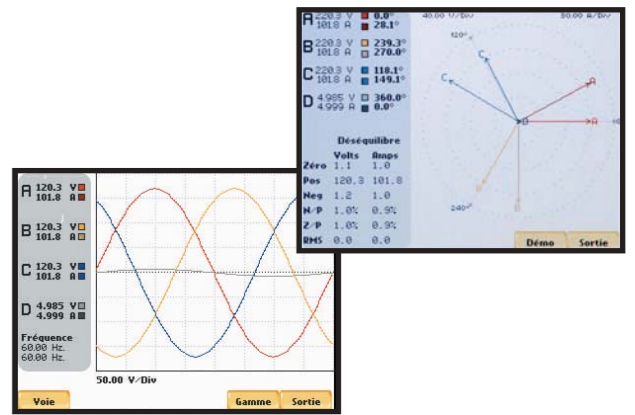 A 220.3 V 0.0°
101.8 A 28.1°
B 220.3 V 239.3°
101.8 A 270.0°
C 220.3 V 118.1°
101.8 A 149.1°
D 4.985 V 360.0°
4.999 A 0.0°
Déséquilibre
Volts Amps
Zéro 1.1 1.0
Pos 120.3 101.8
Neg 1.2 1.0
N/P 1.0% 0.9%
Z/P 1.0% 0.9%
RMS 0.0 0.0
40.00 V/Div
80.00 A/Div
120°
C
C
A
A
D
B
B
240°
Démo Sortie
A 120.3 V
101.8 A
B 120.3 V
101.8 A
C 120.3 V
101.8 A
D 4.985 V
4.999 A
Fréquence
60.00 Hz.
60.00 Hz.
50.00 V/Div
Voie Gamme Sortie